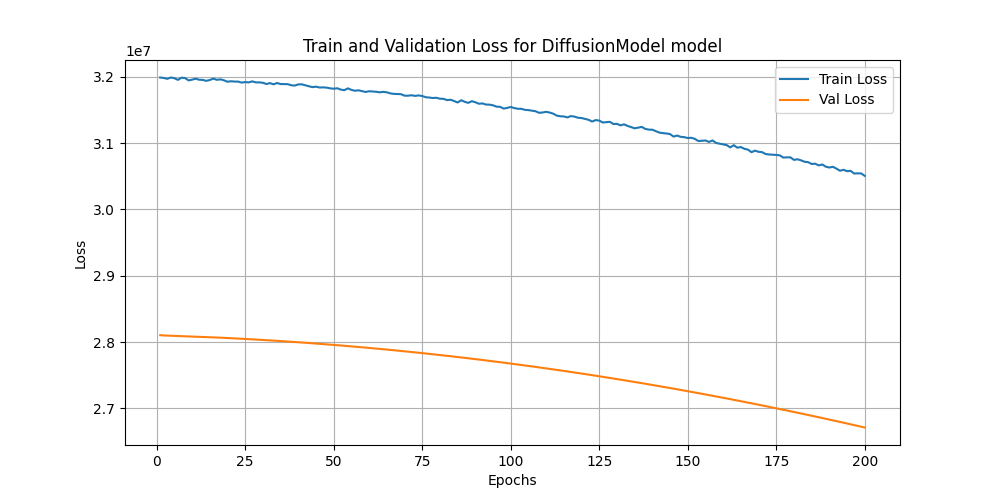 Train and Validation Loss for DiffusionModel model
1e7
Train Loss
Val Loss
3.2
3.1
3.0
2.9
2.8
2.7
Loss
0 25 50 75 100 125 150 175 200
Epochs